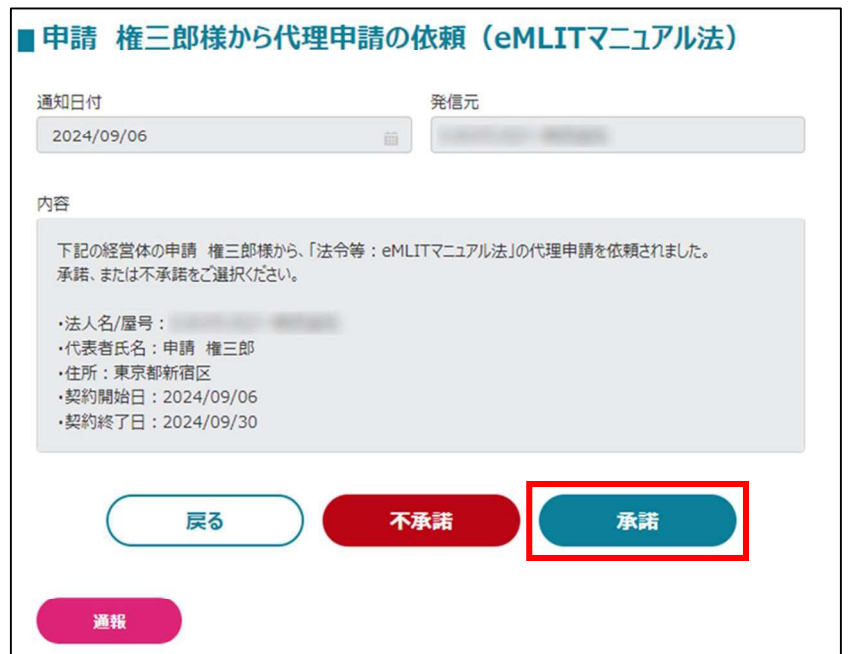 申請 権三郎様から代理申請の依頼（eMLITマニュアル法）
通知日付
発信元
2024/09/06
内容
下記の経営体の申請 権三郎様から、「法令等：eMLITマニュアル法」の代理申請を依頼されました。
承諾、または不承諾をご選択ください。
・法人名/屋号：
・代表者氏名：申請 権三郎
・住所：東京都新宿区
・契約開始日：2024/09/06
・契約終了日：2024/09/30
戻る
不承諾
承諾
通報